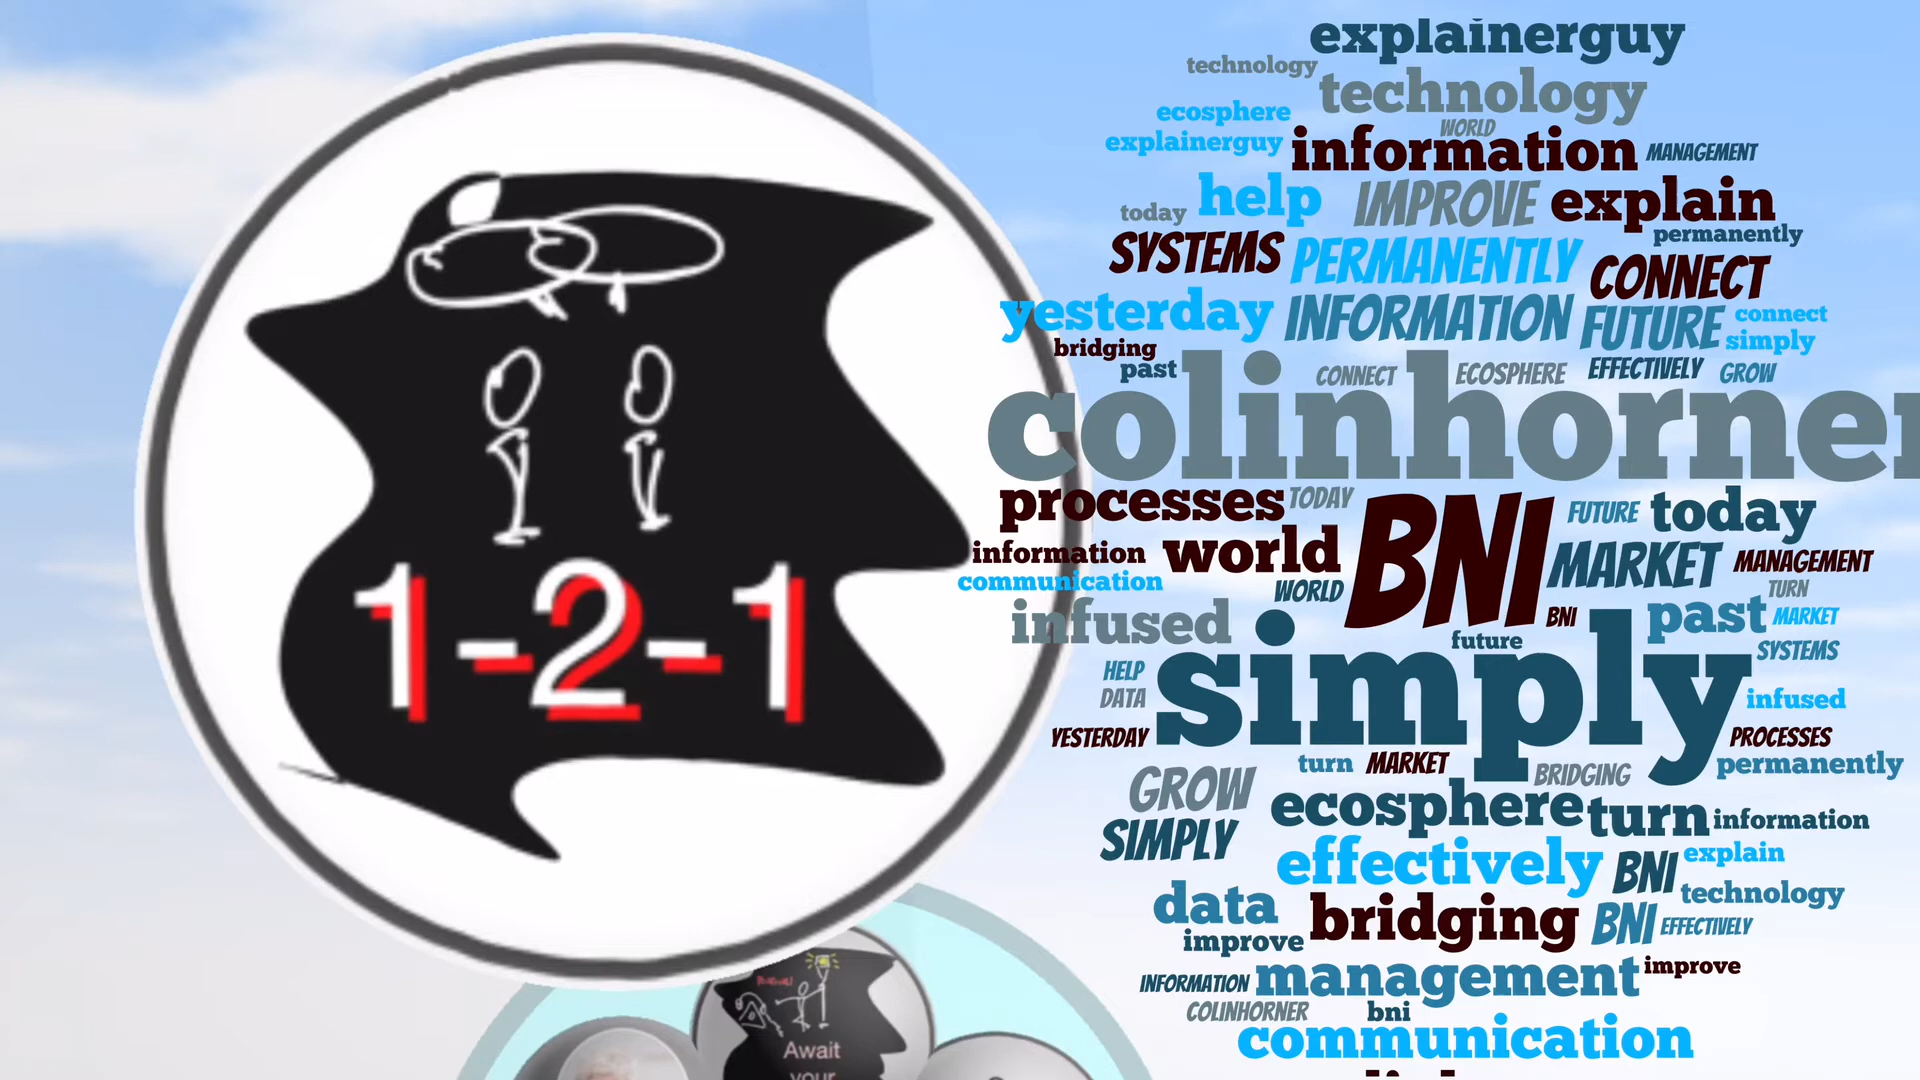 1-2-1
Await
your
explainerguy
technology
technology
ecosphere
WORLD
explainerguy
information
MANAGEMENT
help
IMPROVE
explain
today
permanently
SYSTEMS
PERMANENTLY
CONNECT
yesterday
INFORMATION
FUTURE
connect
simply
bridging
past
CONNECT
ECOSPHERE
EFFECTIVELY
GROW
colinhorner
processes
TODAY
BNI
FUTURE
today
information
world
MARKET
MANAGEMENT
communication
WORLD
TURN
infused
BNI
past
MARKET
future
SYSTEMS
HELP
simply
DATA
infused
YESTERDAY
PROCESSES
turn
MARKET
BRIDGING
permanently
GROW
ecosphere
turn
information
SIMPLY
effectively
BNI
explain
data
technology
bridging
BNI
EFFECTIVELY
improve
INFORMATION
management
improve
COLINHORNER
bni
communication